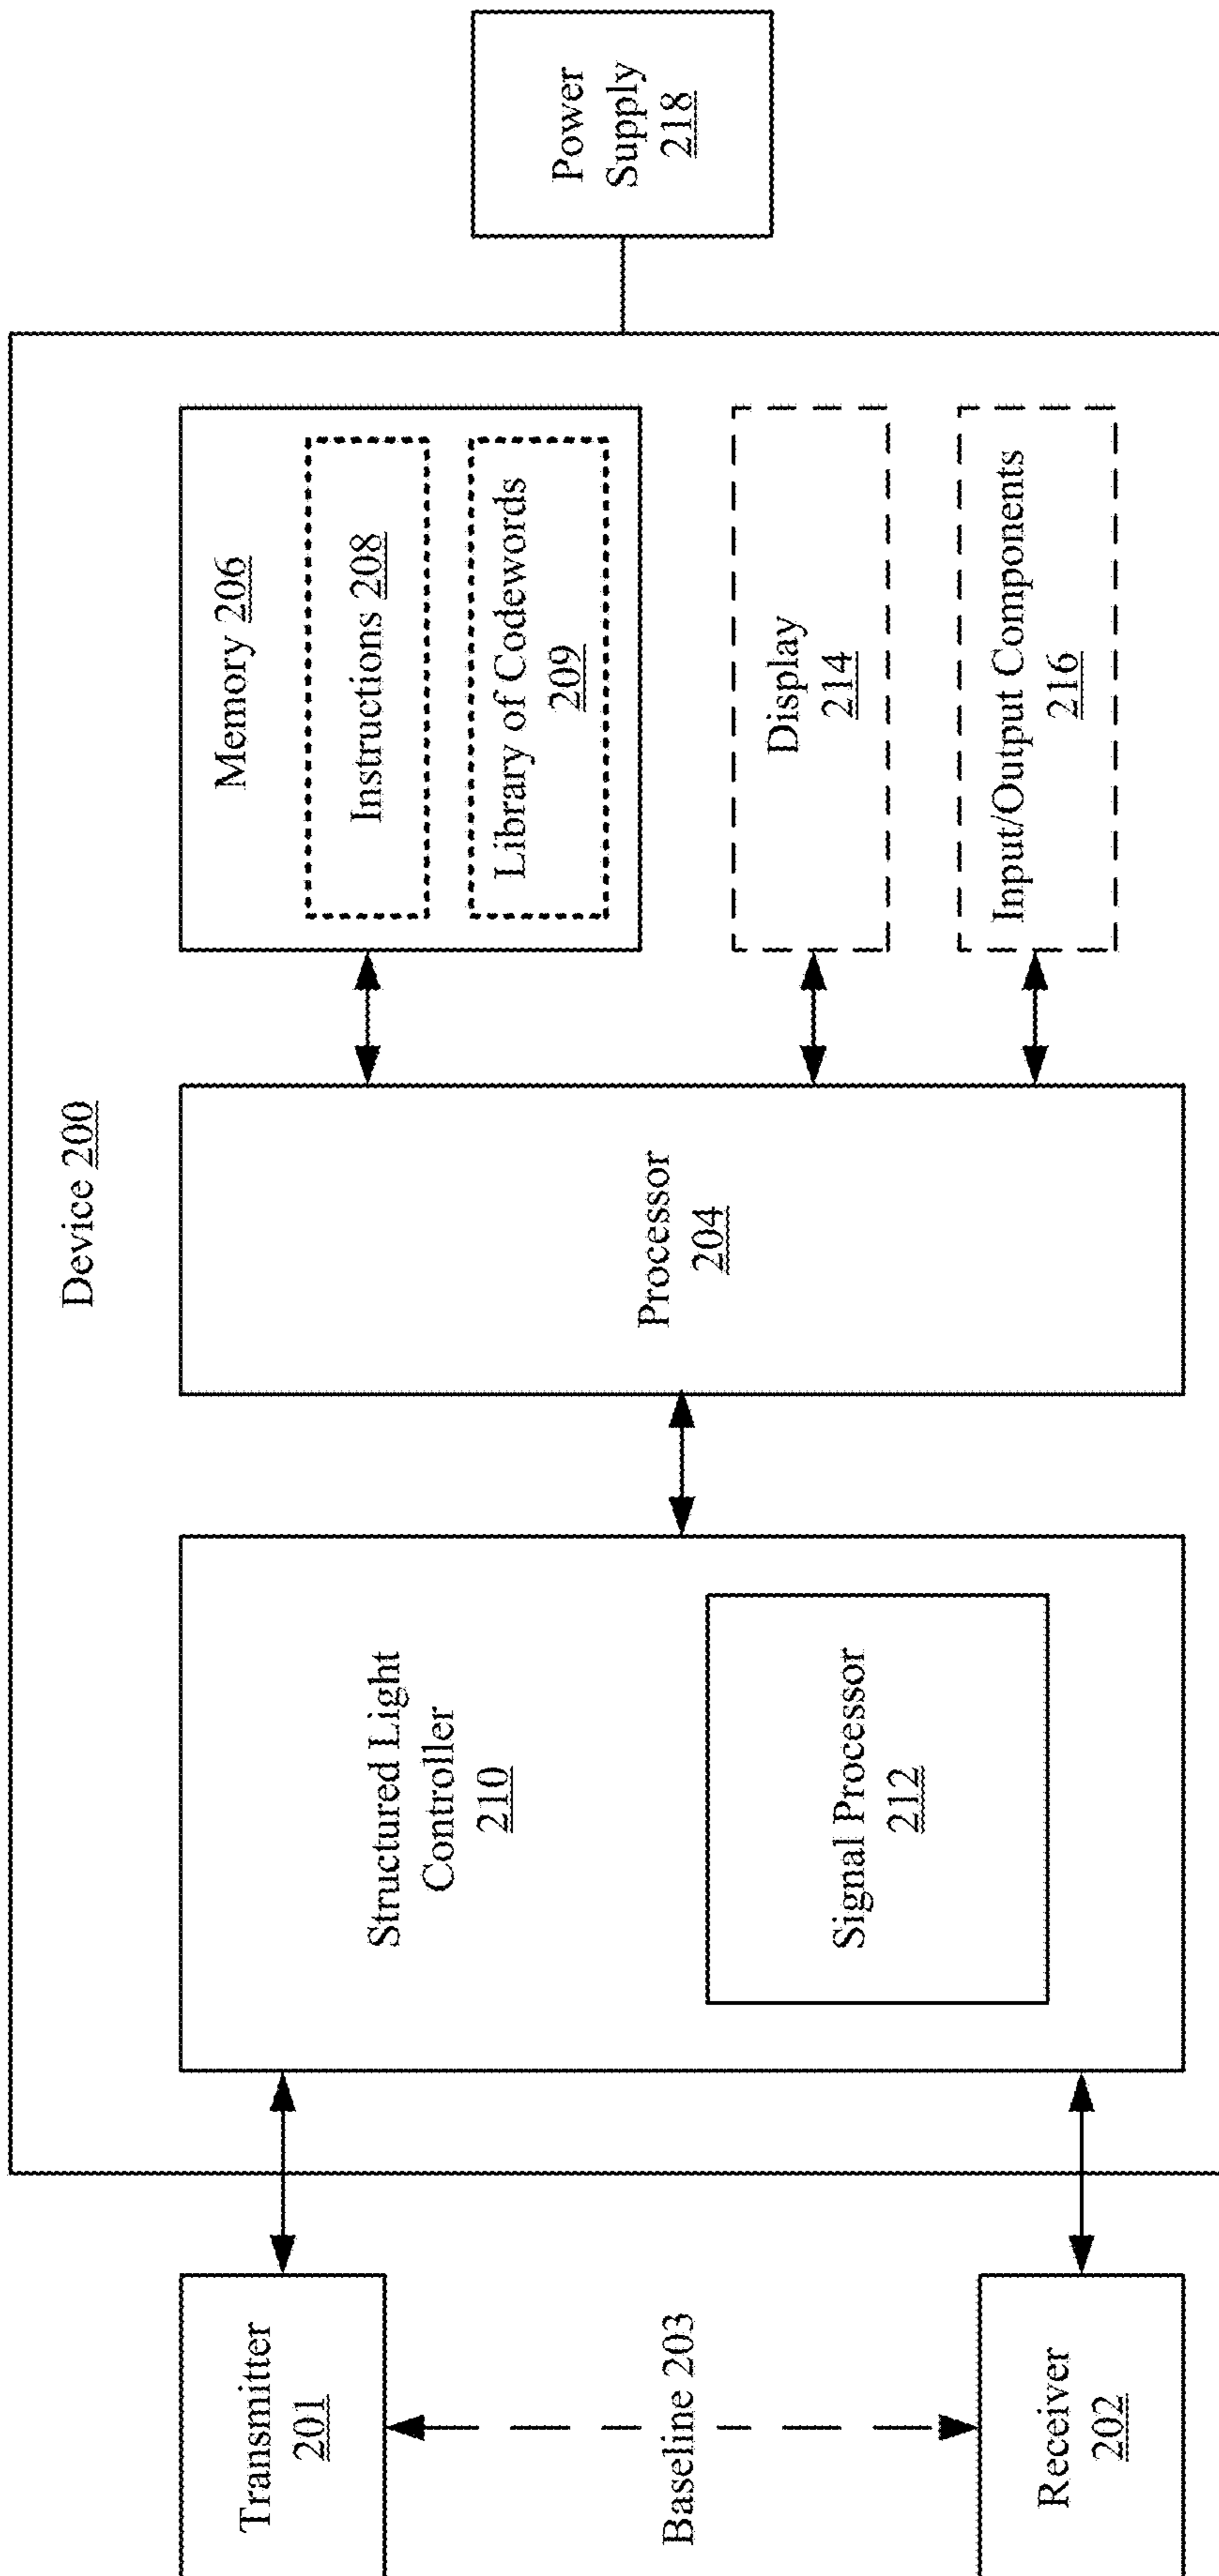 Device 200
Transmitter
201
Baseline 203
Receiver
202
Structured Light
Controller
210
Signal Processor
212
Processor
204
Memory 206
Instructions 208
Library of Codewords
209
Display
214
Input/Output Components
216
Power
Supply
218